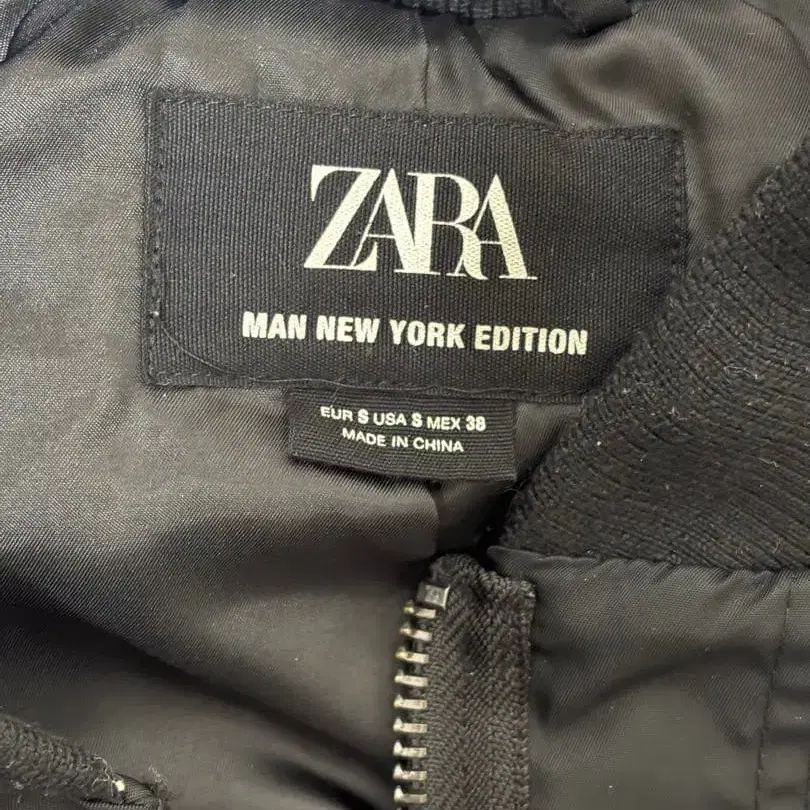 ZARA
MAN NEW YORK EDITION
EUR S USA S MEX 38
MADE IN CHINA